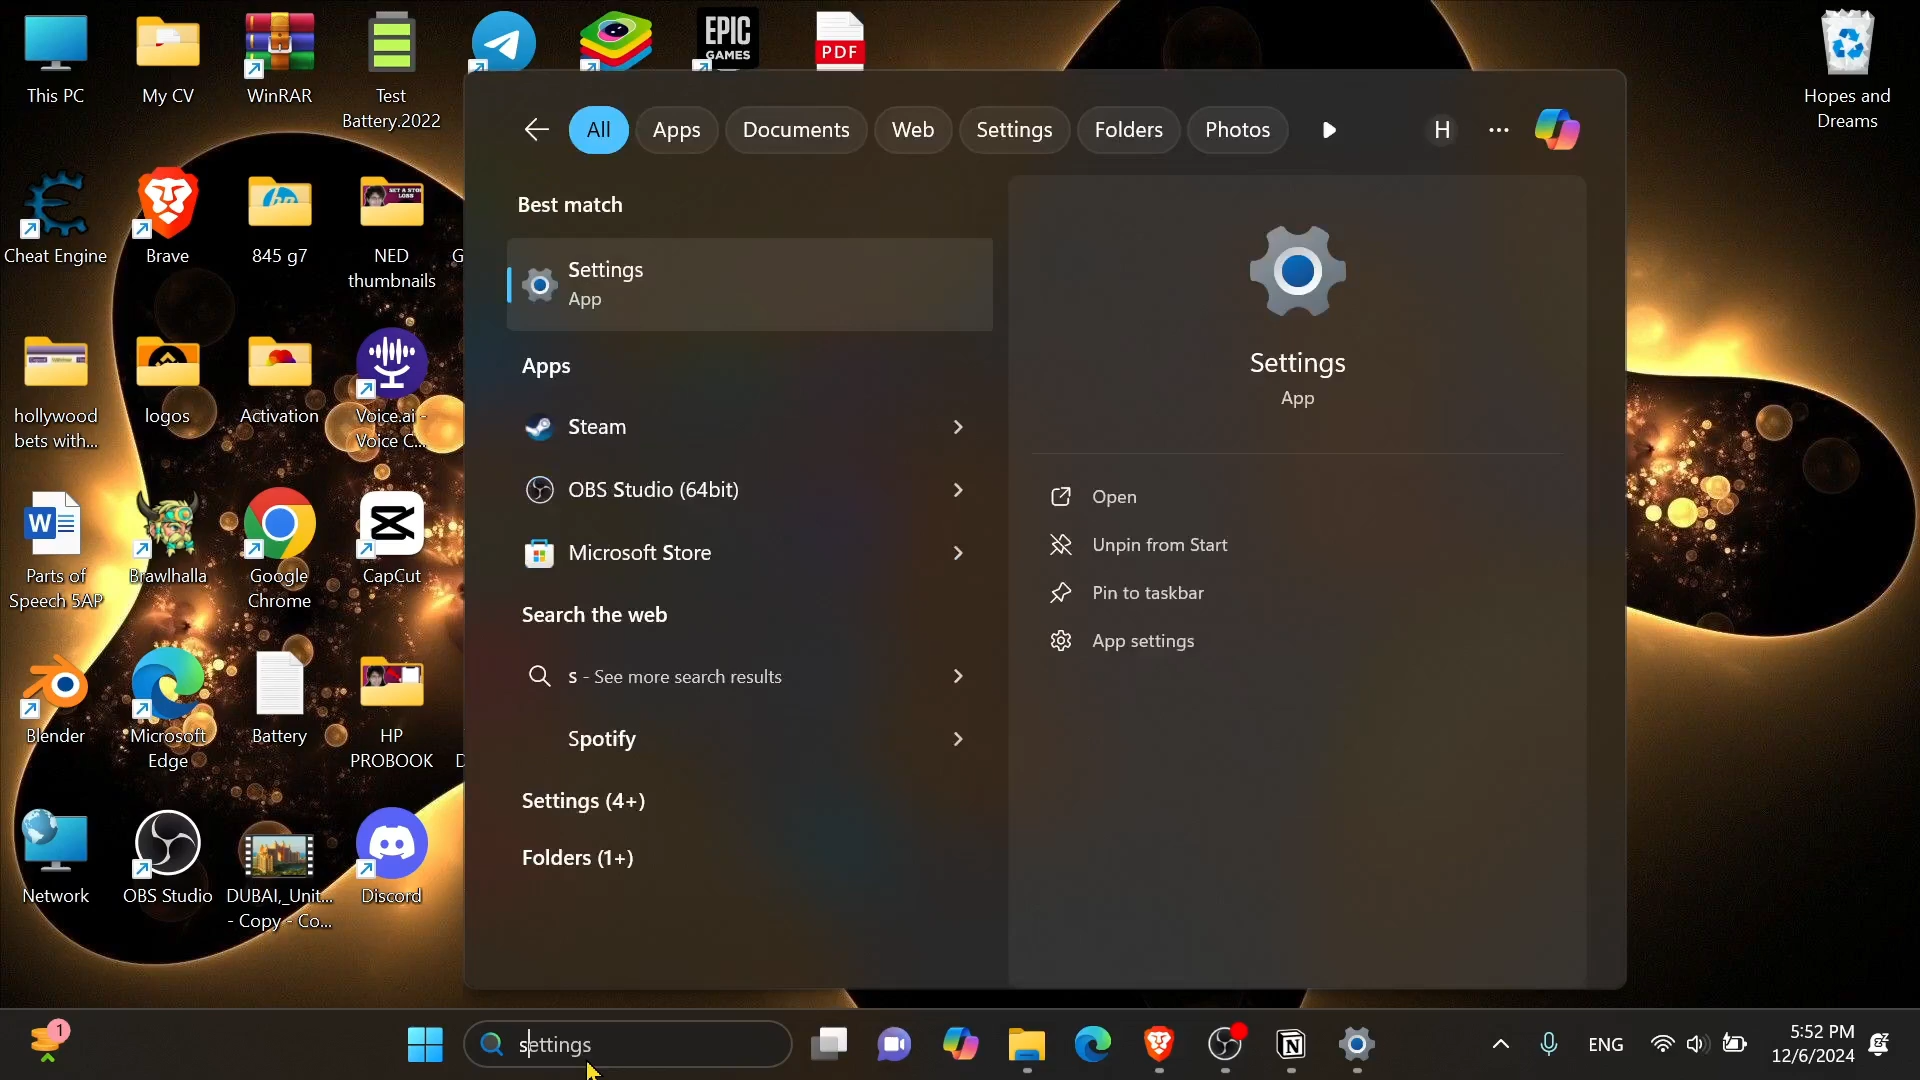 This PC
My CV
WinRAR
Test
Battery.2022
EPIC
GAMES
PDF
Hopes and
Dreams
Cheat Engine
Brave
845 g7
NED
thumbnails
hollywood
bets with...
logos
Activation
Voice.ai -
Voice C...
Parts of
Speech 5AP
Brawlhalla
Google
Chrome
CapCut
Blender
Microsoft
Edge
Battery
HP
PROBOOK
Network
OBS Studio
DUBAI,_Unit...
- Copy - Co...
Discord
All
Apps
Documents
Web
Settings
Folders
Photos
H
Best match
Settings
App
Apps
Steam
OBS Studio (64bit)
Microsoft Store
Search the web
s - See more search results
Spotify
Settings (4+)
Folders (1+)
Settings
App
Open
Unpin from Start
Pin to taskbar
App settings
1
settings
ENG
5:52 PM
12/6/2024